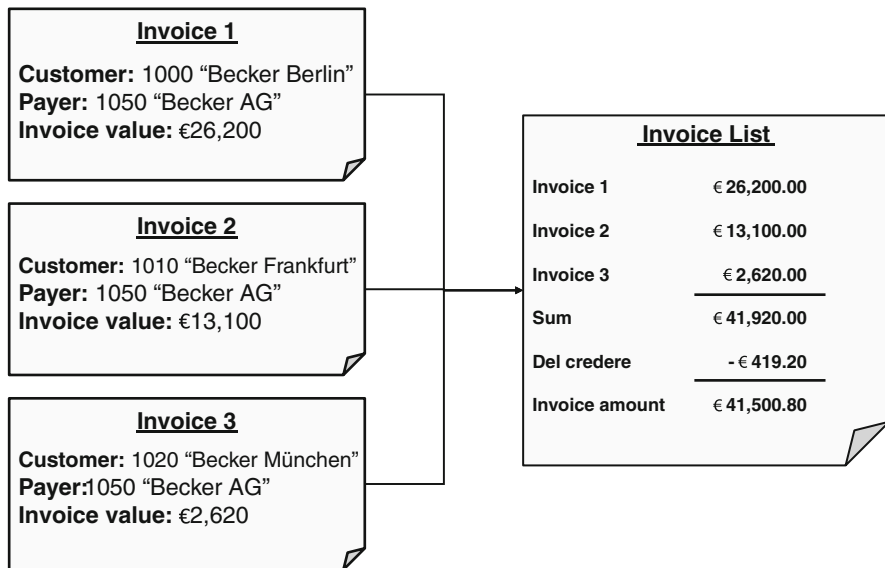 Invoice 1
Customer: 1000 “Becker Berlin”
Payer: 1050 “Becker AG”
Invoice value: €26,200
Invoice 2
Customer: 1010 “Becker Frankfurt”
Payer: 1050 “Becker AG”
Invoice value: €13,100
Invoice 3
Customer: 1020 “Becker München”
Payer:1050 “Becker AG”
Invoice value: €2,620
Invoice List
Invoice 1 € 26,200.00
Invoice 2 € 13,100.00
Invoice 3 € 2,620.00
Sum € 41,920.00
Del credere - € 419.20
Invoice amount € 41,500.80